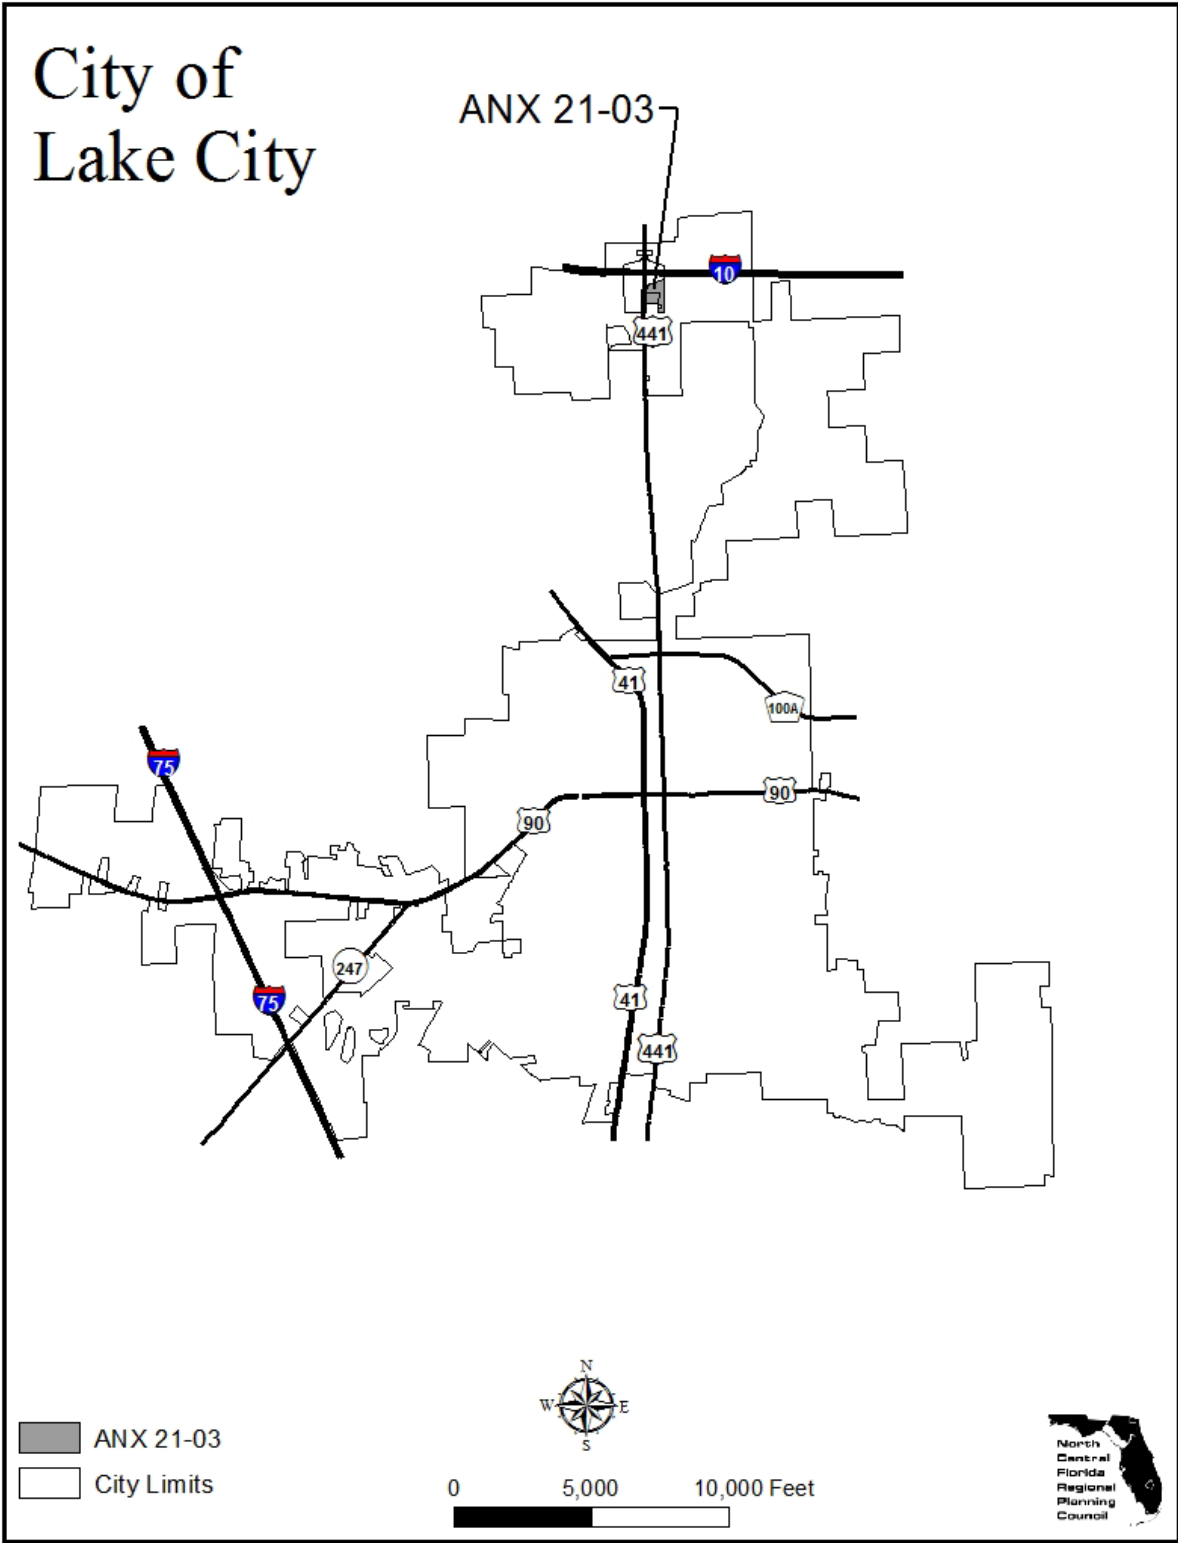 City of
Lake City
ANX 21-03
10
441
41
100A
75
90
90
247
75
41
441
N
W E
S
ANX 21-03
City Limits
0 5,000 10,000 Feet
North
Central
Florida
Regional
Planning
Council